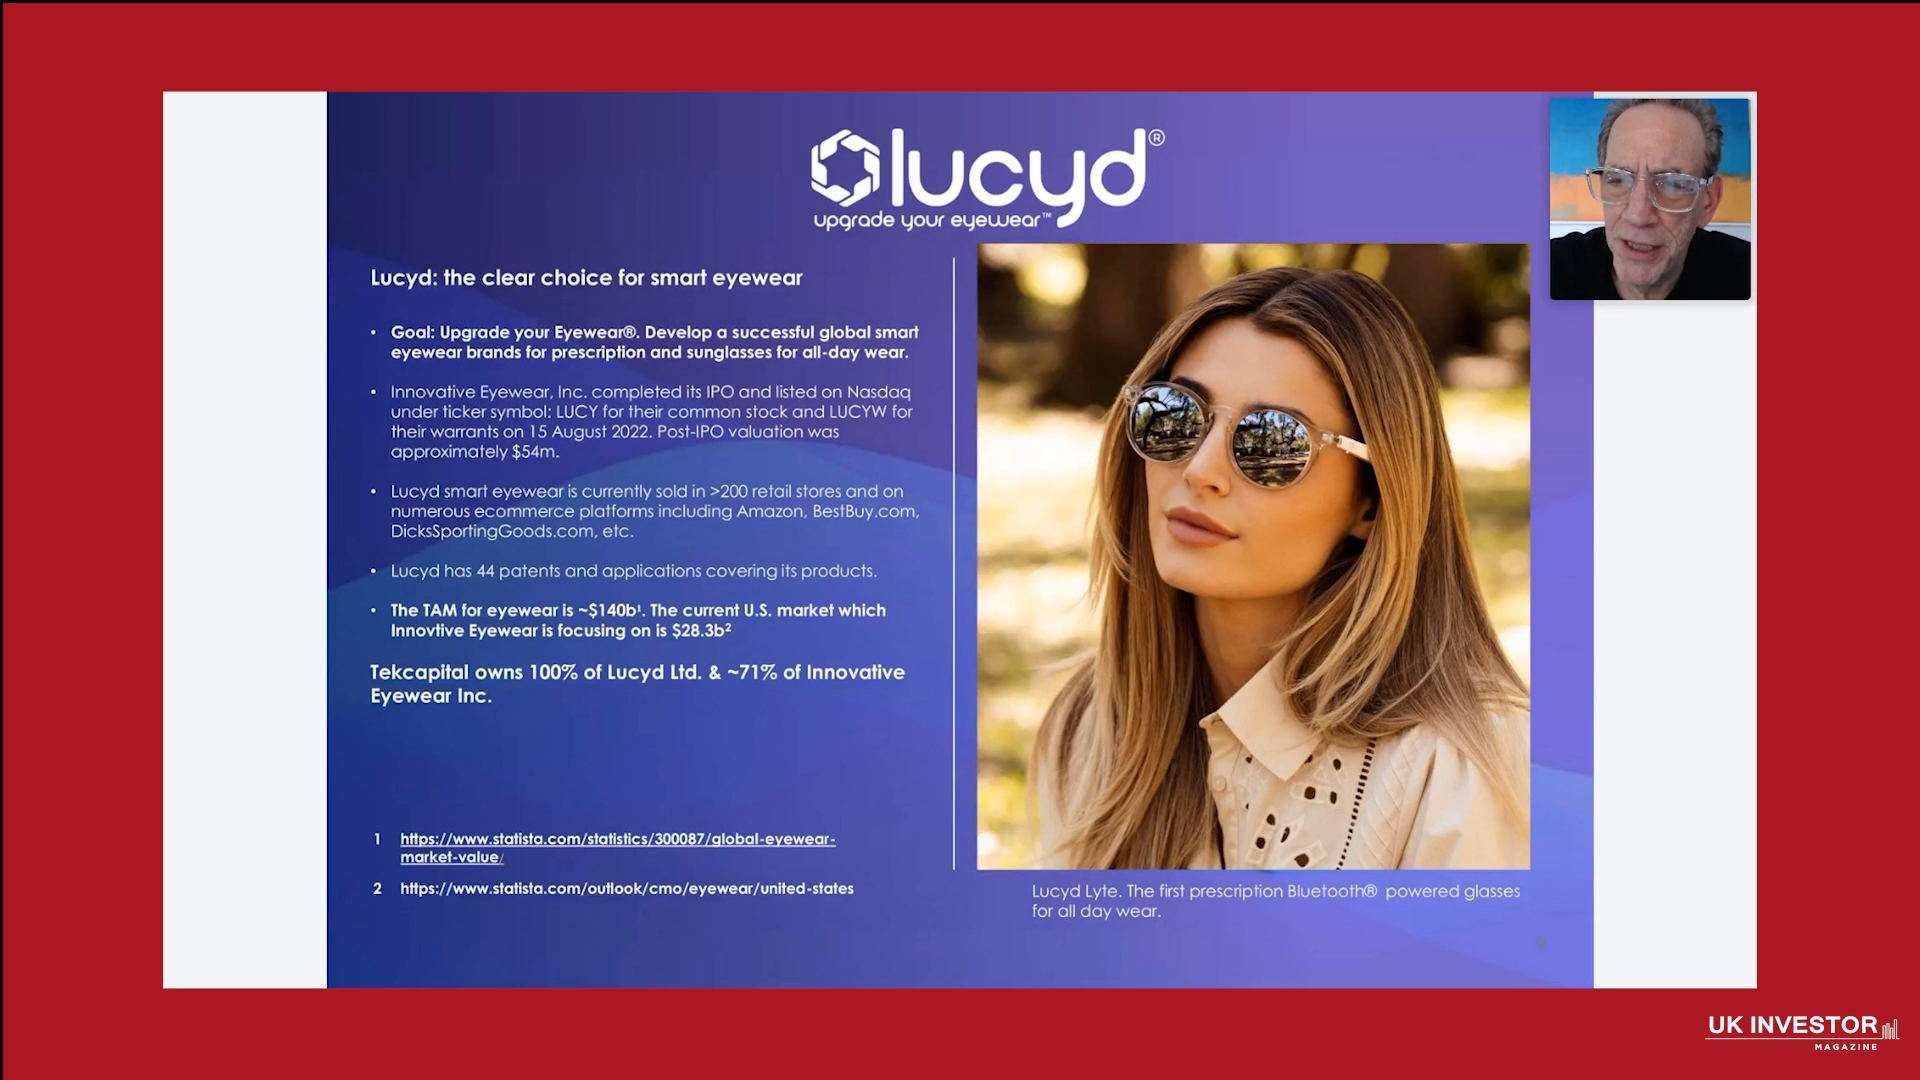 lucyd®
upgrade your eyewear™
Lucyd: the clear choice for smart eyewear
• Goal: Upgrade your Eyewear®. Develop a successful global smart
eyewear brands for prescription and sunglasses for all-day wear.
• Innovative Eyewear, Inc. completed its IPO and listed on Nasdaq
under ticker symbol: LUCY for their common stock and LUCYW for
their warrants on 15 August 2022. Post-IPO valuation was
approximately $54m.
• Lucyd smart eyewear is currently sold in >200 retail stores and on
numerous ecommerce platforms including Amazon, BestBuy.com,
DicksSportingGoods.com, etc.
• Lucyd has 44 patents and applications covering its products.
• The TAM for eyewear is ~$140b¹. The current U.S. market which
Innovtive Eyewear is focusing on is $28.3b²
Tekcapital owns 100% of Lucyd Ltd. & ~71% of Innovative
Eyewear Inc.
1 https://www.statista.com/statistics/300087/global-eyewear-
market-value/
2 https://www.statista.com/outlook/cmo/eyewear/united-states
Lucyd Lyte. The first prescription Bluetooth® powered glasses
for all day wear.
UK INVESTOR
MAGAZINE